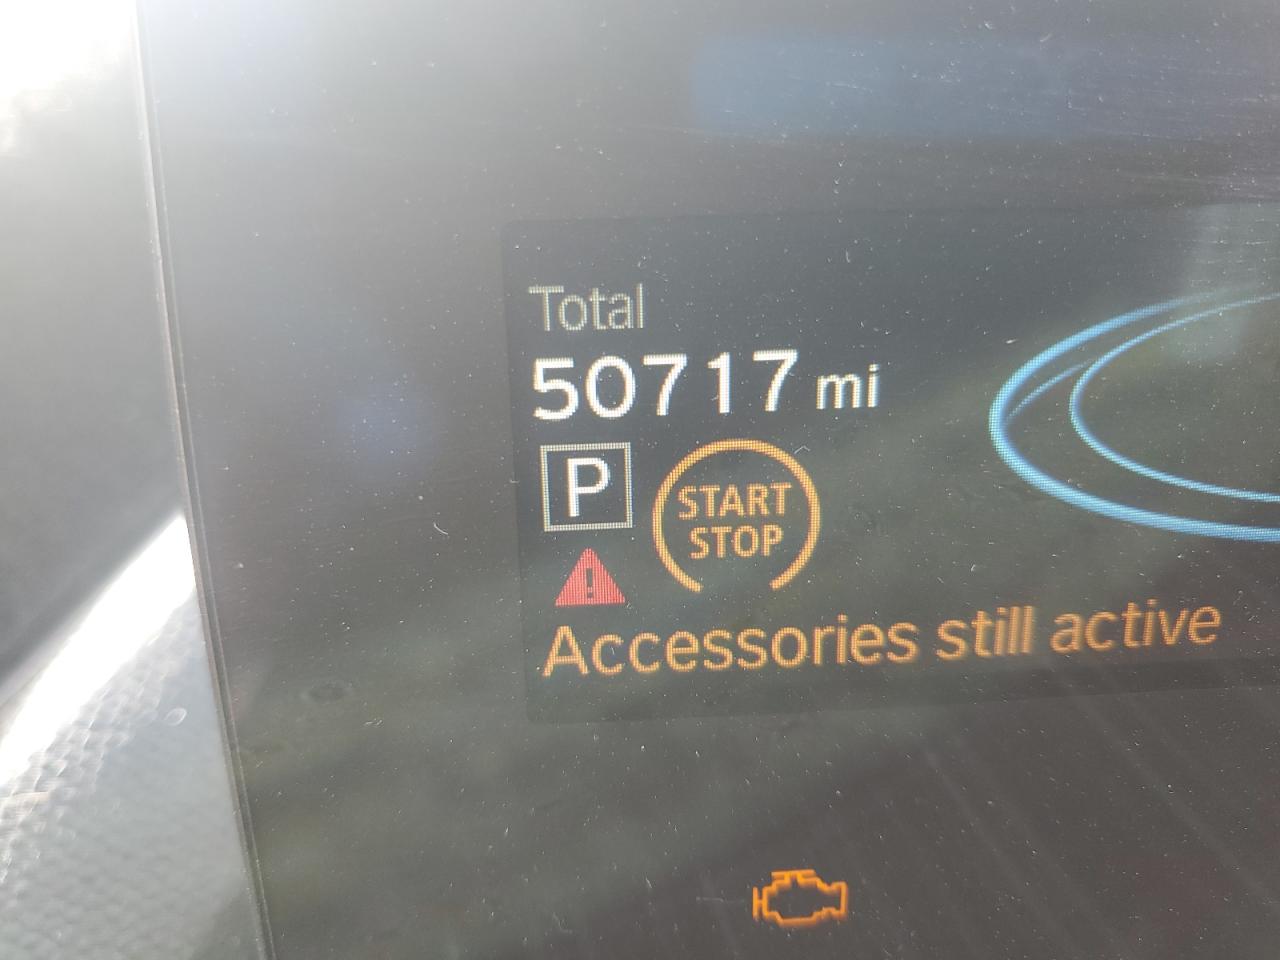 Total
50717 mi
P
START
STOP
Accessories still active